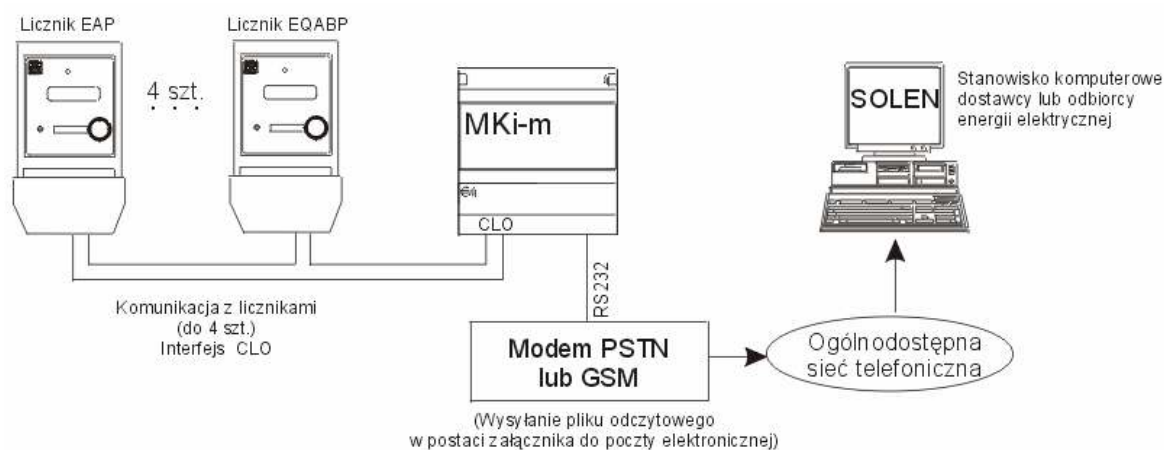 Licznik EAP
Licznik EQABP
4 szt.
. . .
MKi-m
CLO
SOLEN
Stanowisko komputerowe
dostawcy lub odbiorcy
energii elektrycznej
RS232
Komunikacja z licznikami
(do 4 szt.)
Interfejs CLO
Modem PSTN
lub GSM
Ogólnodostępna
sieć telefoniczna
(Wysyłanie pliku odczytowego
w postaci załącznika do poczty elektronicznej)